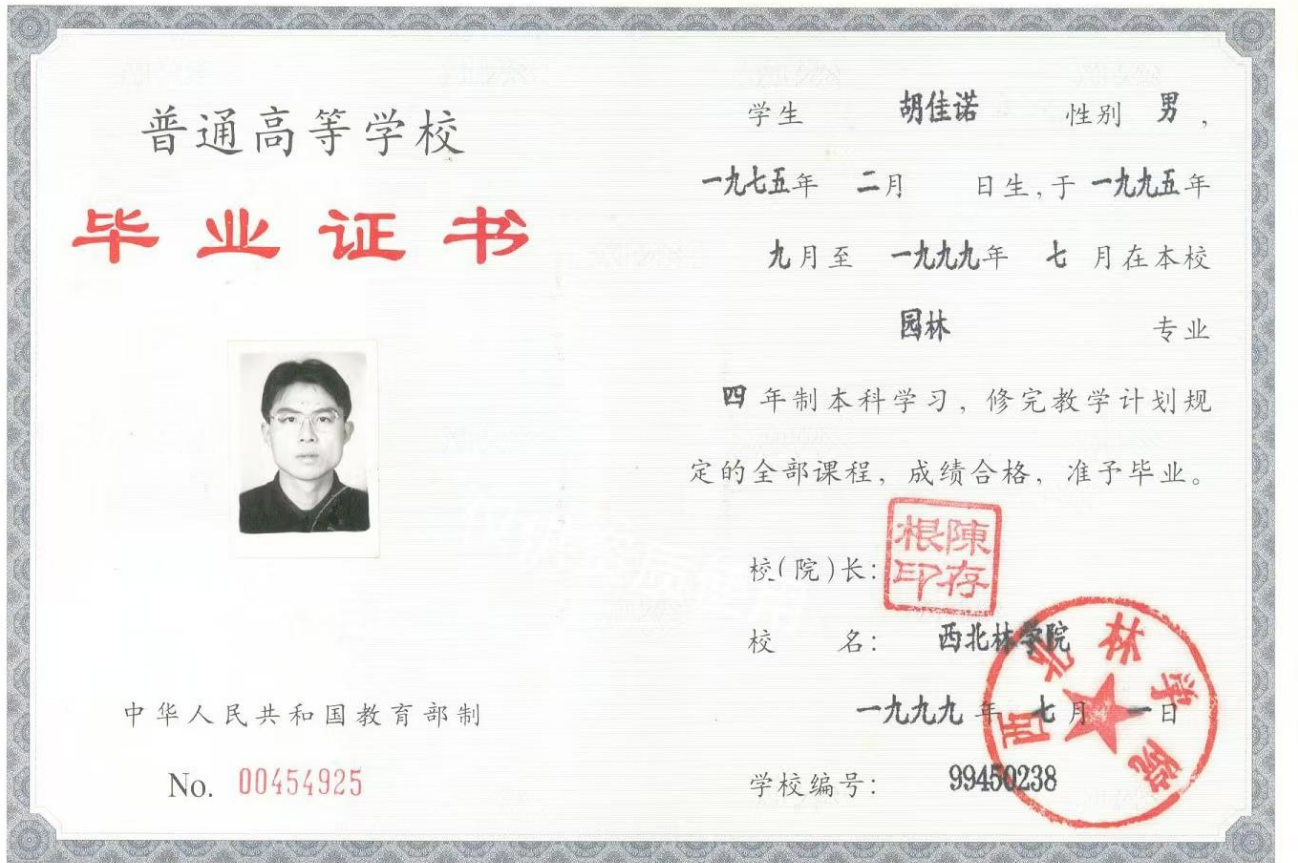 普通高等学校
毕业证书
中华人民共和国教育部制
No. 00454925
学生 胡佳诺 性别 男，
一九七五年 二月 日生，于 一九九五年
九月至 一九九九年 七 月在本校
园林 专业
四 年制本科学习，修完教学计划规
定的全部课程，成绩合格，准予毕业。
校(院)长：
陳存根印
校 名： 西北林学院
西北林学院
一九九九 年 七 月 一 日
学校编号： 99450238